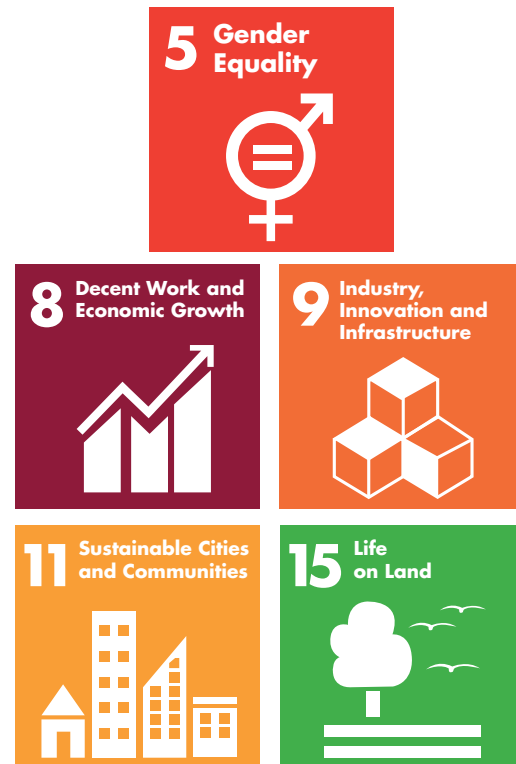 5 Gender
Equality
8 Decent Work and
Economic Growth
9 Industry,
Innovation and
Infrastructure
11 Sustainable Cities
and Communities
15 Life
on Land